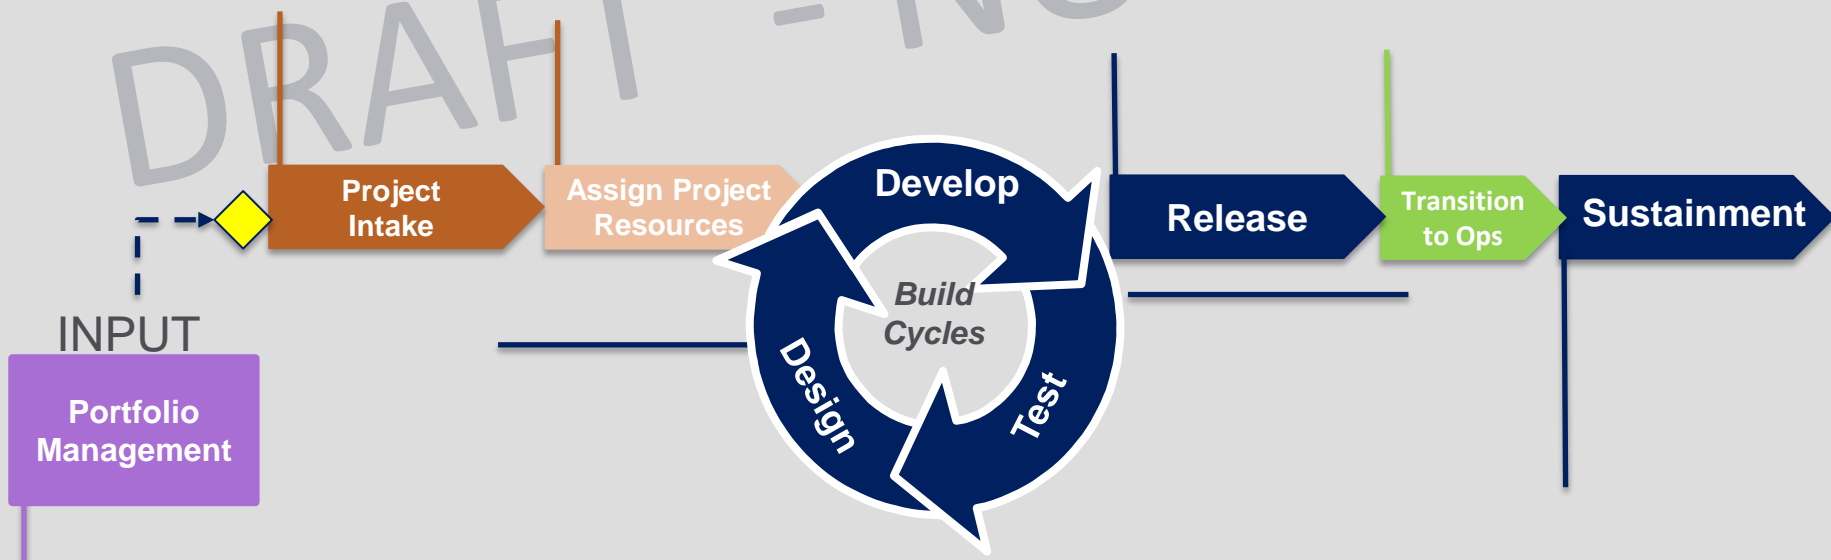 DRAFT - NO
Project
Intake
Assign Project
Resources
Develop
Release
Transition
to Ops
Sustainment
Build
Cycles
INPUT
Design
Test
Portfolio
Management